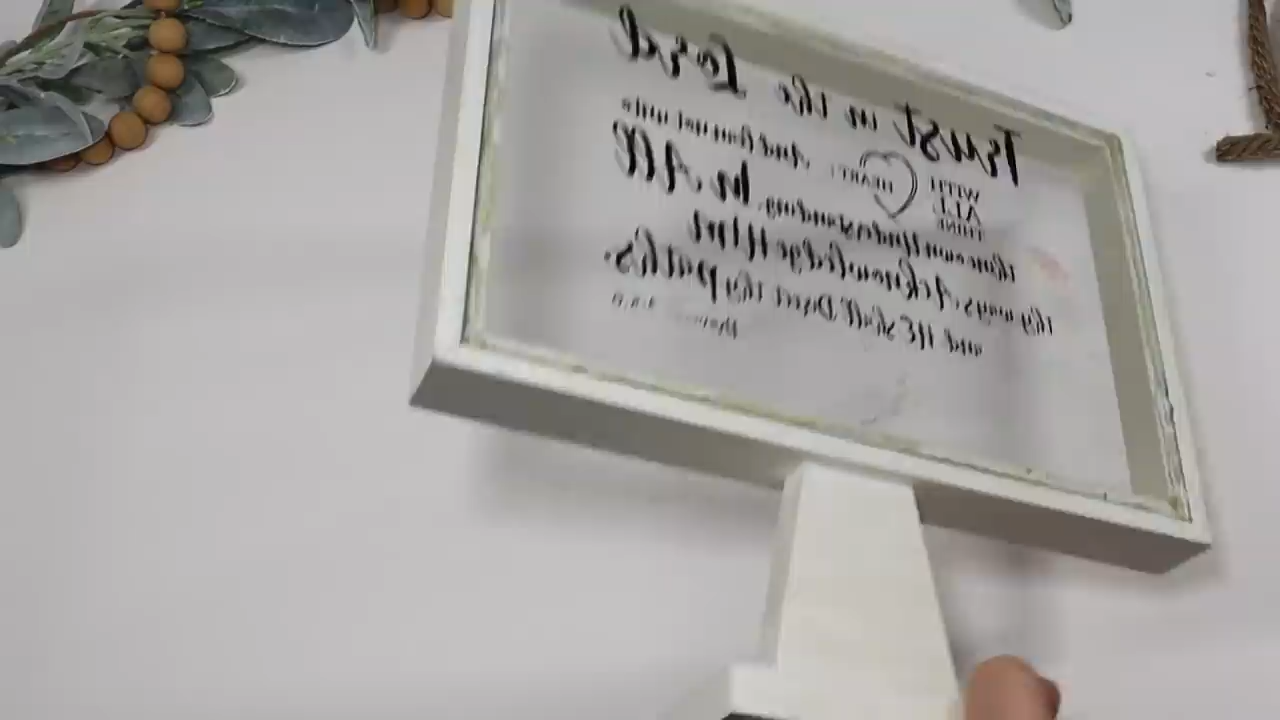 Trust in the Lord
WITH ALL THINE HEART; And lean not unto
thine own Understanding. In All
thy ways Acknowledge HIM,
and HE shall Direct thy paths.